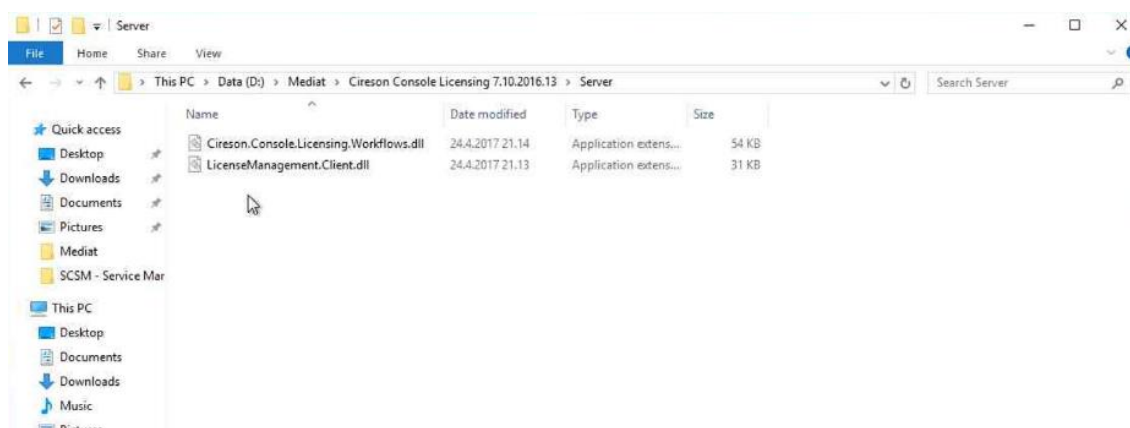 Server
File Home Share View
This PC > Data (D:) > Mediat > Cireson Console Licensing 7.10.2016.13 > Server
Search Server
Name Date modified Type Size
Cireson.Console.Licensing.Workflows.dll 24.4.2017 21.14 Application extens... 54 KB
LicenseManagement.Client.dll 24.4.2017 21.13 Application extens... 31 KB
Quick access
Desktop
Downloads
Documents
Pictures
Mediat
SCSM - Service Mar
This PC
Desktop
Documents
Downloads
Music